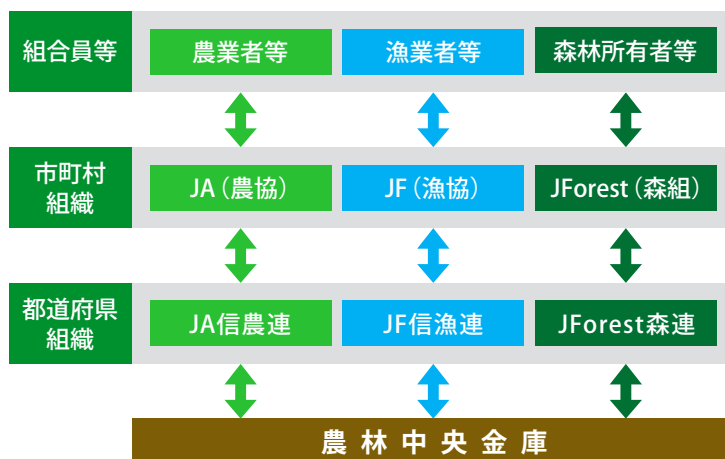 組合員等
農業者等
漁業者等
森林所有者等
市町村
組織
JA（農協）
JF（漁協）
JForest（森組）
都道府県
組織
JA信農連
JF信漁連
JForest森連
農林中央金庫